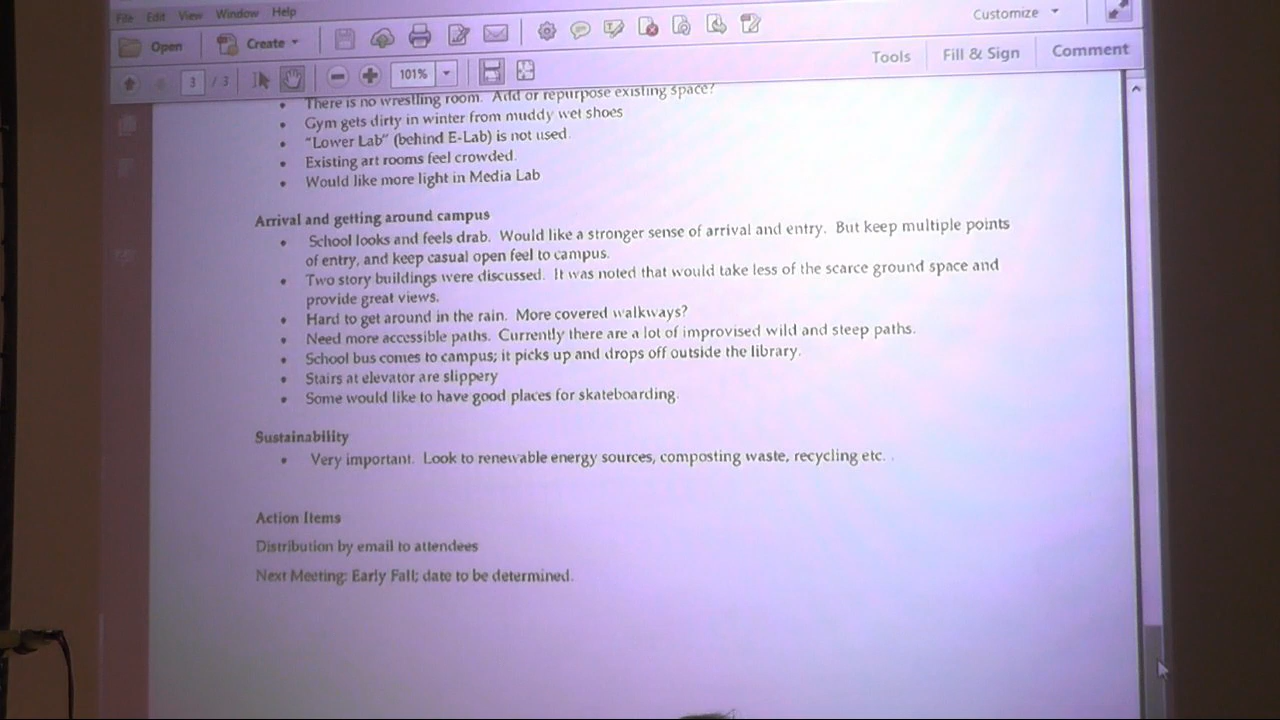 File Edit View Window Help
Customize
Open Create
Tools Fill & Sign Comment
3 / 3 101%
• There is no wrestling room. Add or repurpose existing space?
• Gym gets dirty in winter from muddy wet shoes
• "Lower Lab" (behind E-Lab) is not used.
• Existing art rooms feel crowded.
• Would like more light in Media Lab
Arrival and getting around campus
• School looks and feels drab. Would like a stronger sense of arrival and entry. But keep multiple points
of entry, and keep casual open feel to campus.
• Two story buildings were discussed. It was noted that would take less of the scarce ground space and
provide great views.
• Hard to get around in the rain. More covered walkways?
• Need more accessible paths. Currently there are a lot of improvised wild and steep paths.
• School bus comes to campus; it picks up and drops off outside the library.
• Stairs at elevator are slippery
• Some would like to have good places for skateboarding.
Sustainability
• Very important. Look to renewable energy sources, composting waste, recycling etc. .
Action Items
Distribution by email to attendees
Next Meeting: Early Fall; date to be determined.